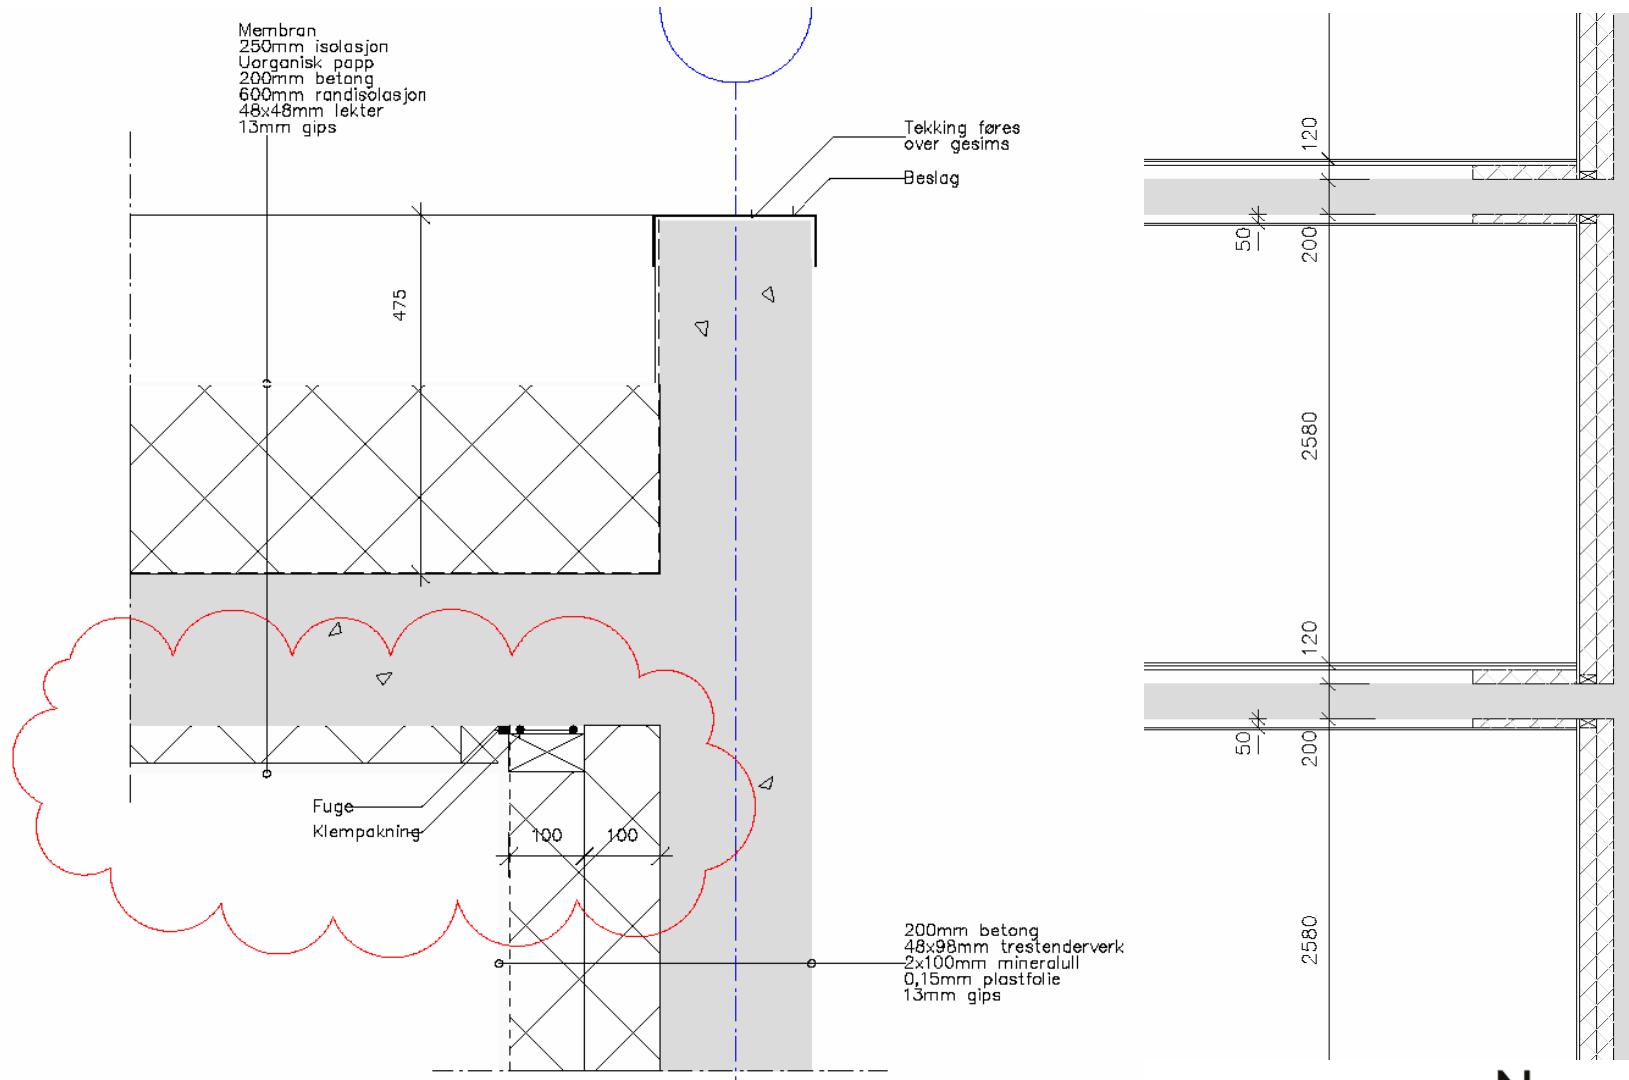 Membran
250mm isolasjon
Uorganisk papp
200mm betong
600mm randisolasjon
48x48mm lekter
13mm gips
Tekking føres
over gesims
Beslag
475
Fuge
Klempakning
100
100
200mm betong
48x98mm trestenderverk
2x100mm mineralull
0,15mm plastfolie
13mm gips
120
50
200
2580
120
50
200
2580
N